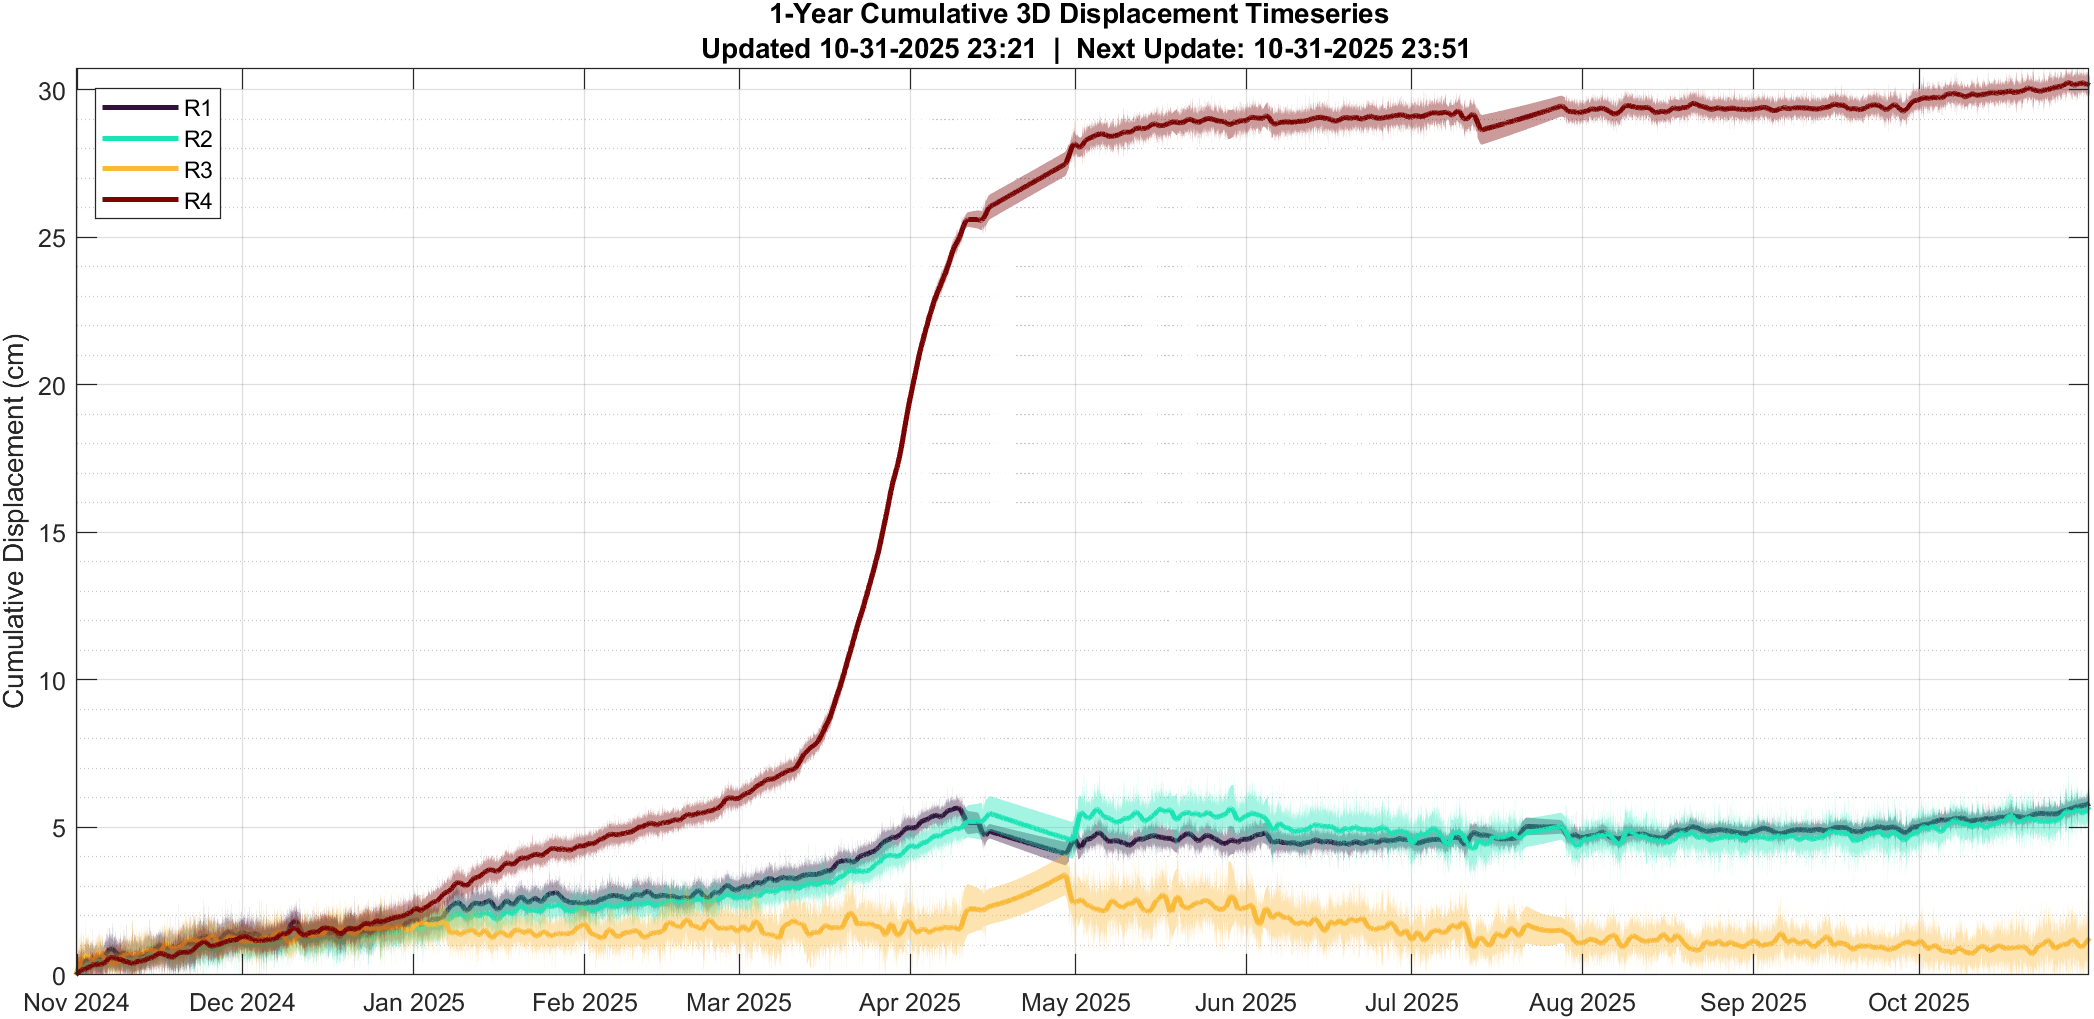 1-Year Cumulative 3D Displacement Timeseries
Updated 10-31-2025 23:21 | Next Update: 10-31-2025 23:51
R1
R2
R3
R4
Cumulative Displacement (cm)
30
25
20
15
10
5
0
Nov 2024 Dec 2024 Jan 2025 Feb 2025 Mar 2025 Apr 2025 May 2025 Jun 2025 Jul 2025 Aug 2025 Sep 2025 Oct 2025